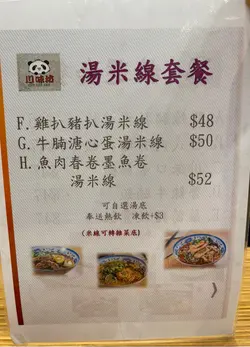 湯米線套餐
F.雞扒豬扒湯米線 $48
G.牛腩溏心蛋湯米線 $50
H.魚肉春卷墨魚卷
湯米線 $52
可自選湯底
奉送熱飲 凍飲+$3
(米線可轉雜菜底)